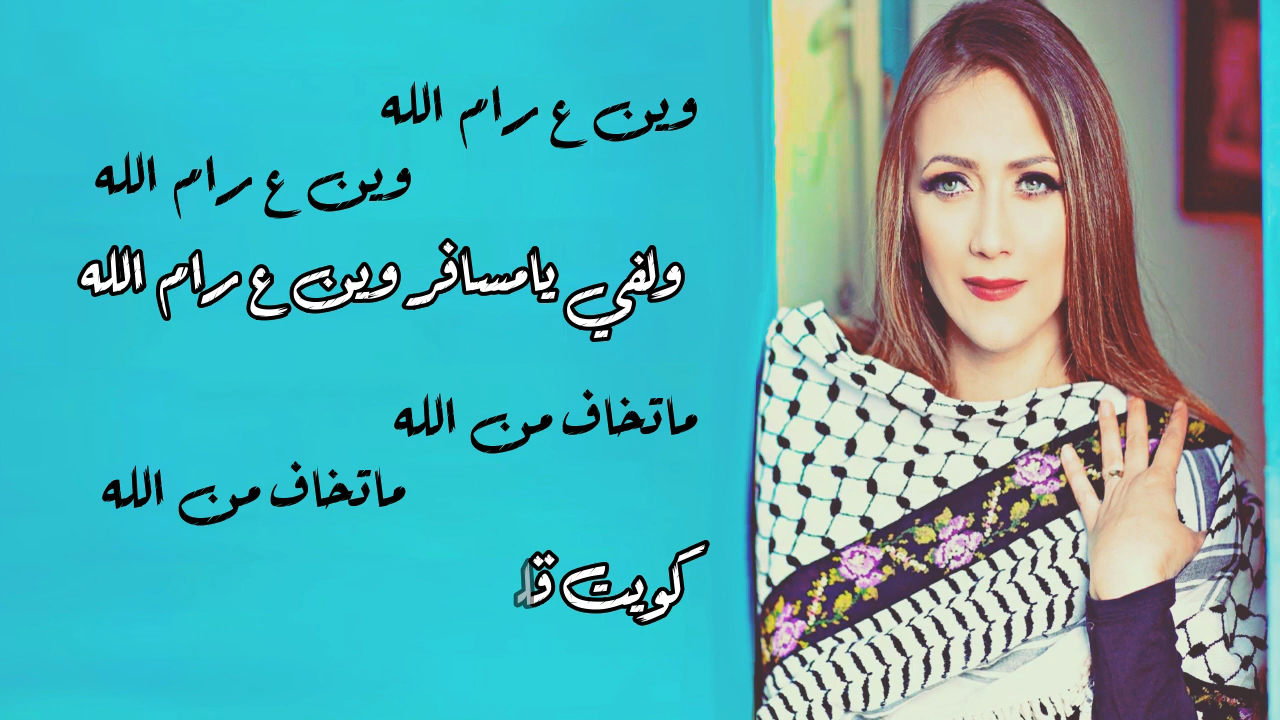 وين ع رام الله
وين ع رام الله
ولفي يامسافر وين ع رام الله
ماتخاف من الله
ماتخاف من الله
كويت